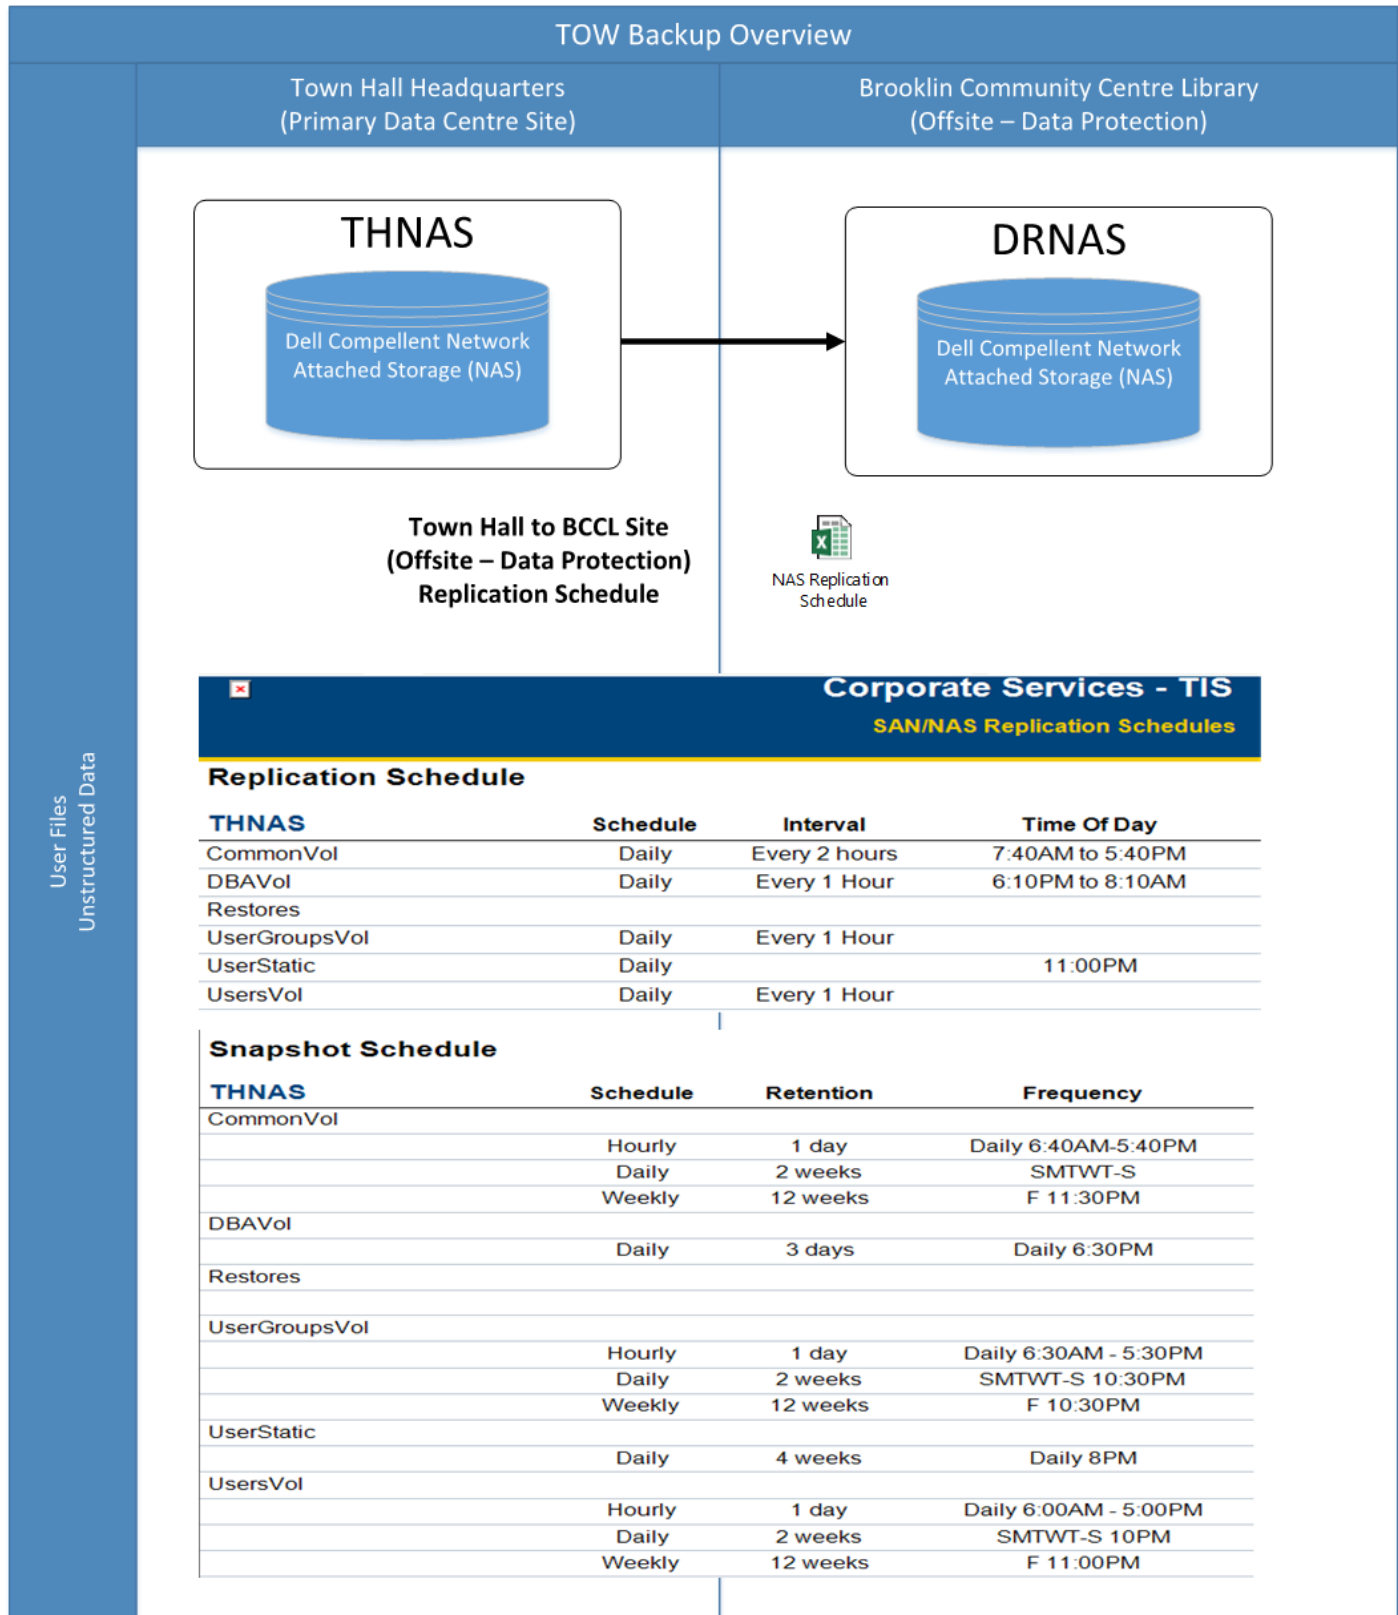 TOW Backup Overview
Town Hall Headquarters
(Primary Data Centre Site)
Brooklin Community Centre Library
(Offsite – Data Protection)
User Files
Unstructured Data
THNAS
Dell Compellent Network
Attached Storage (NAS)
DRNAS
Dell Compellent Network
Attached Storage (NAS)
Town Hall to BCCL Site
(Offsite – Data Protection)
Replication Schedule
NAS Replication
Schedule
Corporate Services - TIS
SAN/NAS Replication Schedules
Replication Schedule
THNAS Schedule Interval Time Of Day
CommonVol Daily Every 2 hours 7:40AM to 5:40PM
DBAVol Daily Every 1 Hour 6:10PM to 8:10AM
Restores
UserGroupsVol Daily Every 1 Hour
UserStatic Daily 11:00PM
UsersVol Daily Every 1 Hour
Snapshot Schedule
THNAS Schedule Retention Frequency
CommonVol
Hourly 1 day Daily 6:40AM-5:40PM
Daily 2 weeks SMTWT-S
Weekly 12 weeks F 11:30PM
DBAVol
Daily 3 days Daily 6:30PM
Restores
UserGroupsVol
Hourly 1 day Daily 6:30AM - 5:30PM
Daily 2 weeks SMTWT-S 10:30PM
Weekly 12 weeks F 10:30PM
UserStatic
Daily 4 weeks Daily 8PM
UsersVol
Hourly 1 day Daily 6:00AM - 5:00PM
Daily 2 weeks SMTWT-S 10PM
Weekly 12 weeks F 11:00PM